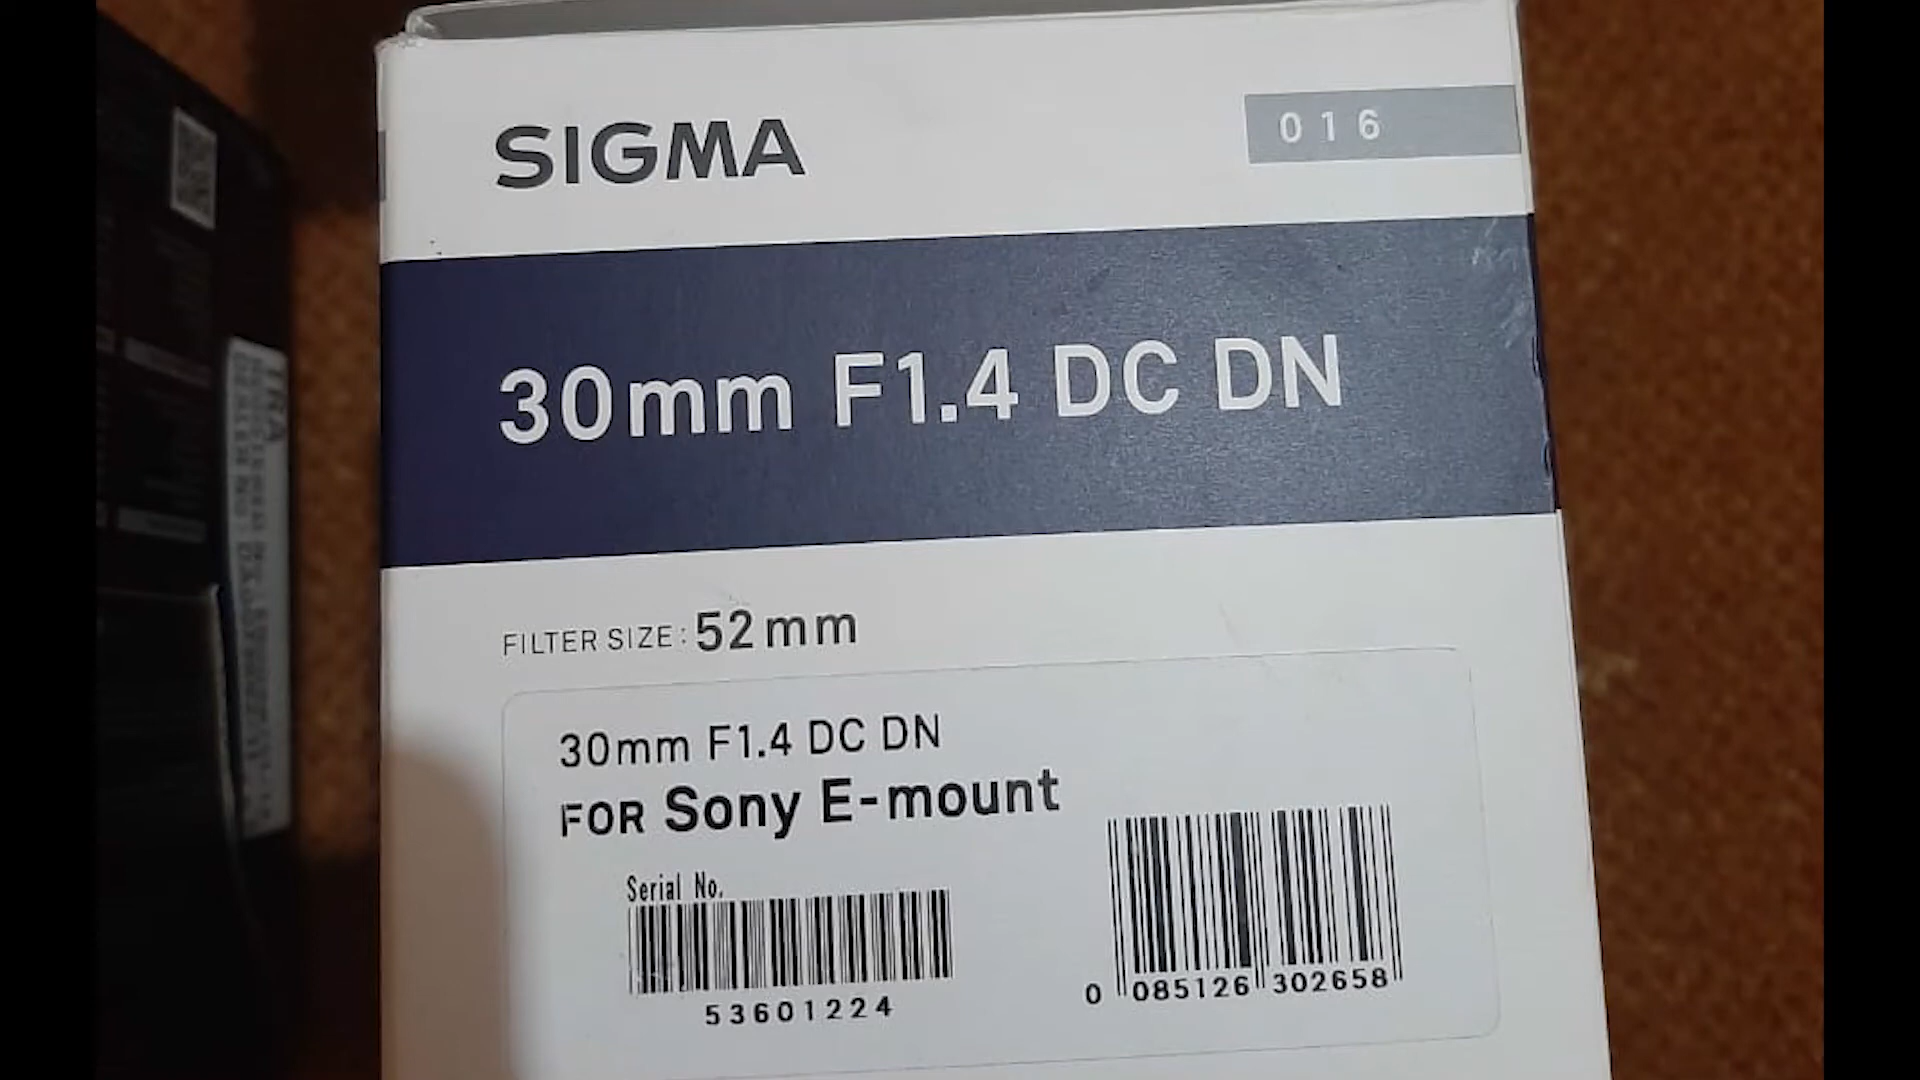 SIGMA
016
30mm F1.4 DC DN
FILTER SIZE: 52mm
30mm F1.4 DC DN
FOR Sony E-mount
Serial No.
53601224
0 085126 302658
TRA